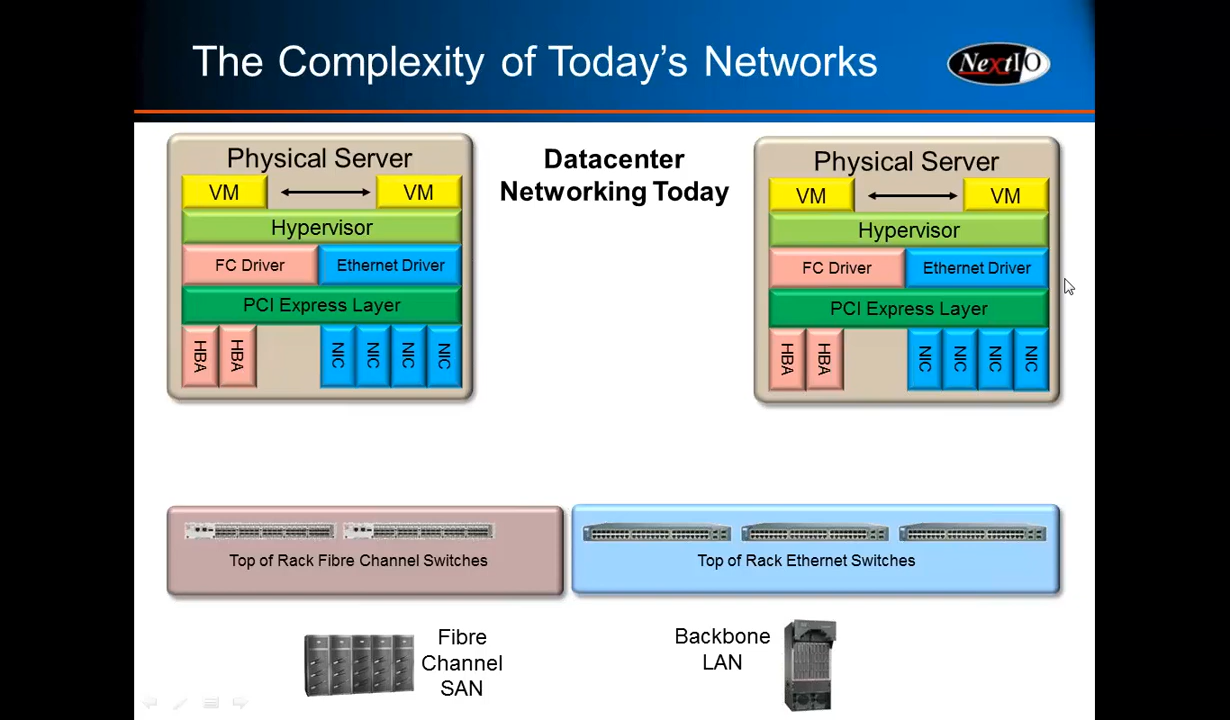 The Complexity of Today's Networks
NextIO
Physical Server
VM
VM
Hypervisor
FC Driver
Ethernet Driver
PCI Express Layer
HBA
HBA
NIC
NIC
NIC
NIC
Datacenter
Networking Today
Physical Server
VM
VM
Hypervisor
FC Driver
Ethernet Driver
PCI Express Layer
HBA
HBA
NIC
NIC
NIC
NIC
Top of Rack Fibre Channel Switches
Top of Rack Ethernet Switches
Fibre
Channel
SAN
Backbone
LAN